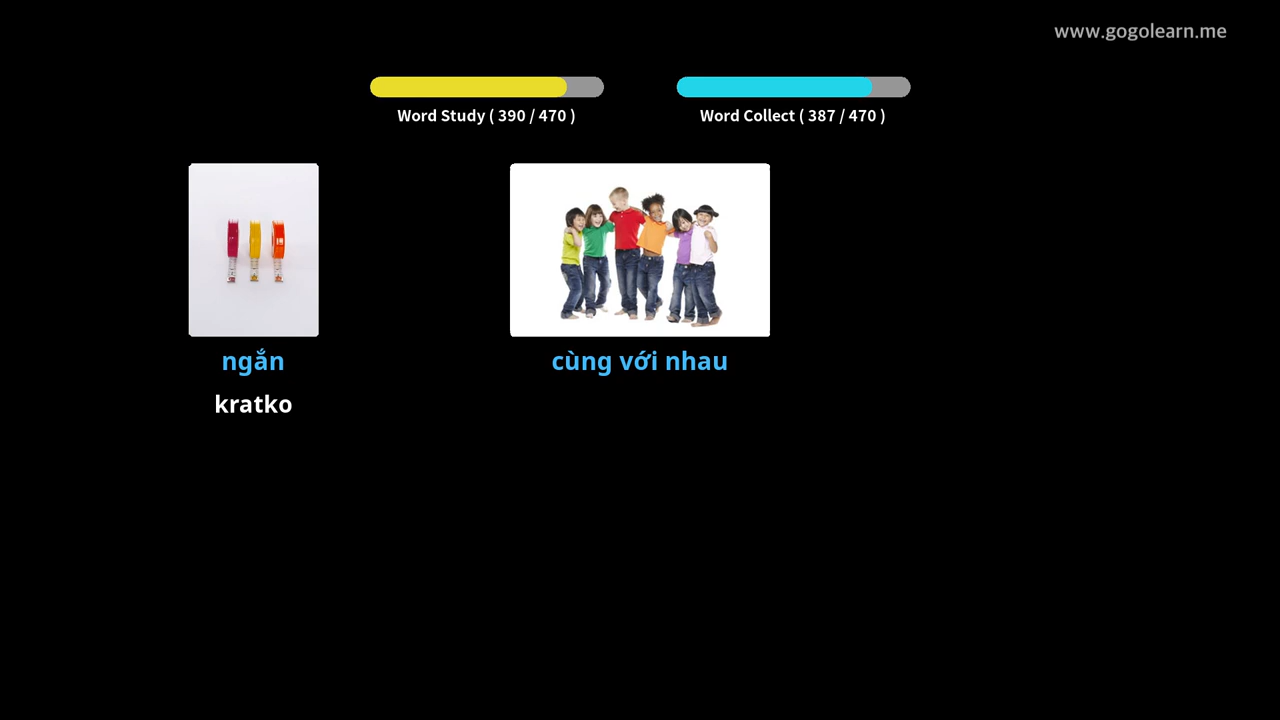 www.gogolearn.me
Word Study ( 390 / 470 )
Word Collect ( 387 / 470 )
ngắn
cùng với nhau
kratko